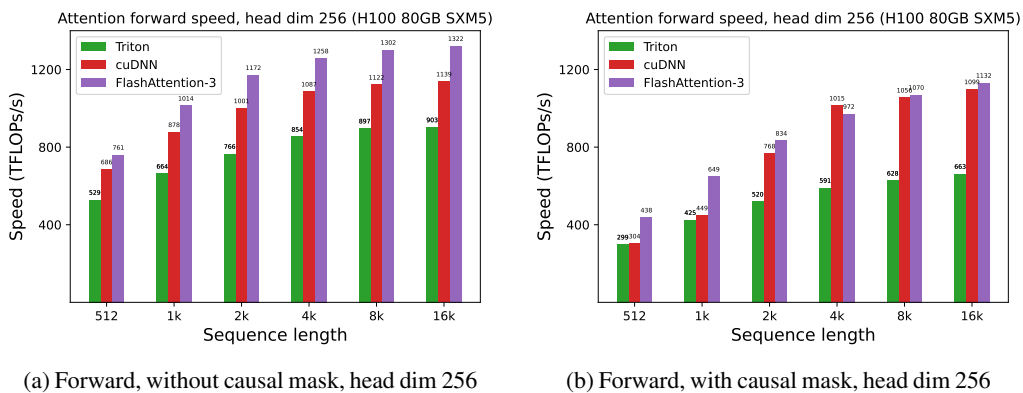 Attention forward speed, head dim 256 (H100 80GB SXM5)
Triton
cuDNN
FlashAttention-3
Speed (TFLOPs/s)
1200
800
400
529
686
761
664
878
1014
766
1001
1172
854
1087
1258
897
1122
1302
903
1139
1322
512
1k
2k
4k
8k
16k
Sequence length
(a) Forward, without causal mask, head dim 256
Attention forward speed, head dim 256 (H100 80GB SXM5)
Triton
cuDNN
FlashAttention-3
Speed (TFLOPs/s)
1200
800
400
299
304
438
425
449
649
520
768
834
591
1015
972
628
1070
663
1099
1132
512
1k
2k
4k
8k
16k
Sequence length
(b) Forward, with causal mask, head dim 256